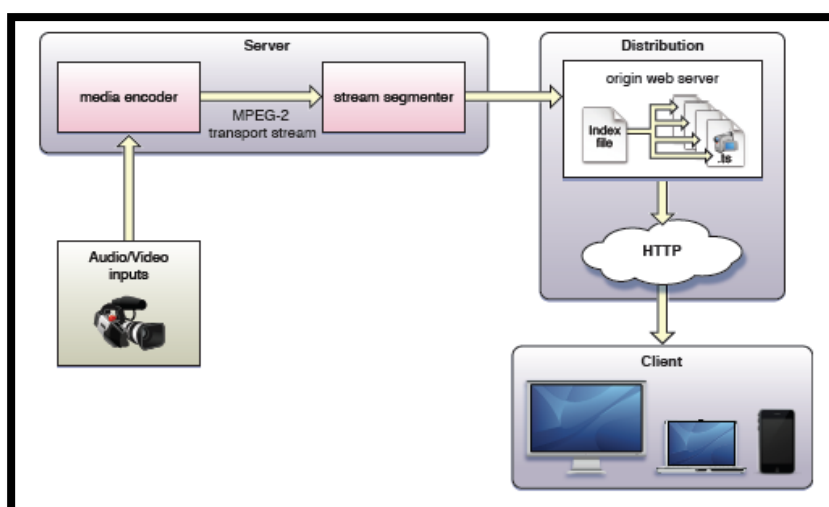 Server
media encoder
MPEG-2
transport stream
stream segmenter
Distribution
origin web server
Index
file
.ts
HTTP
Audio/Video
inputs
Client